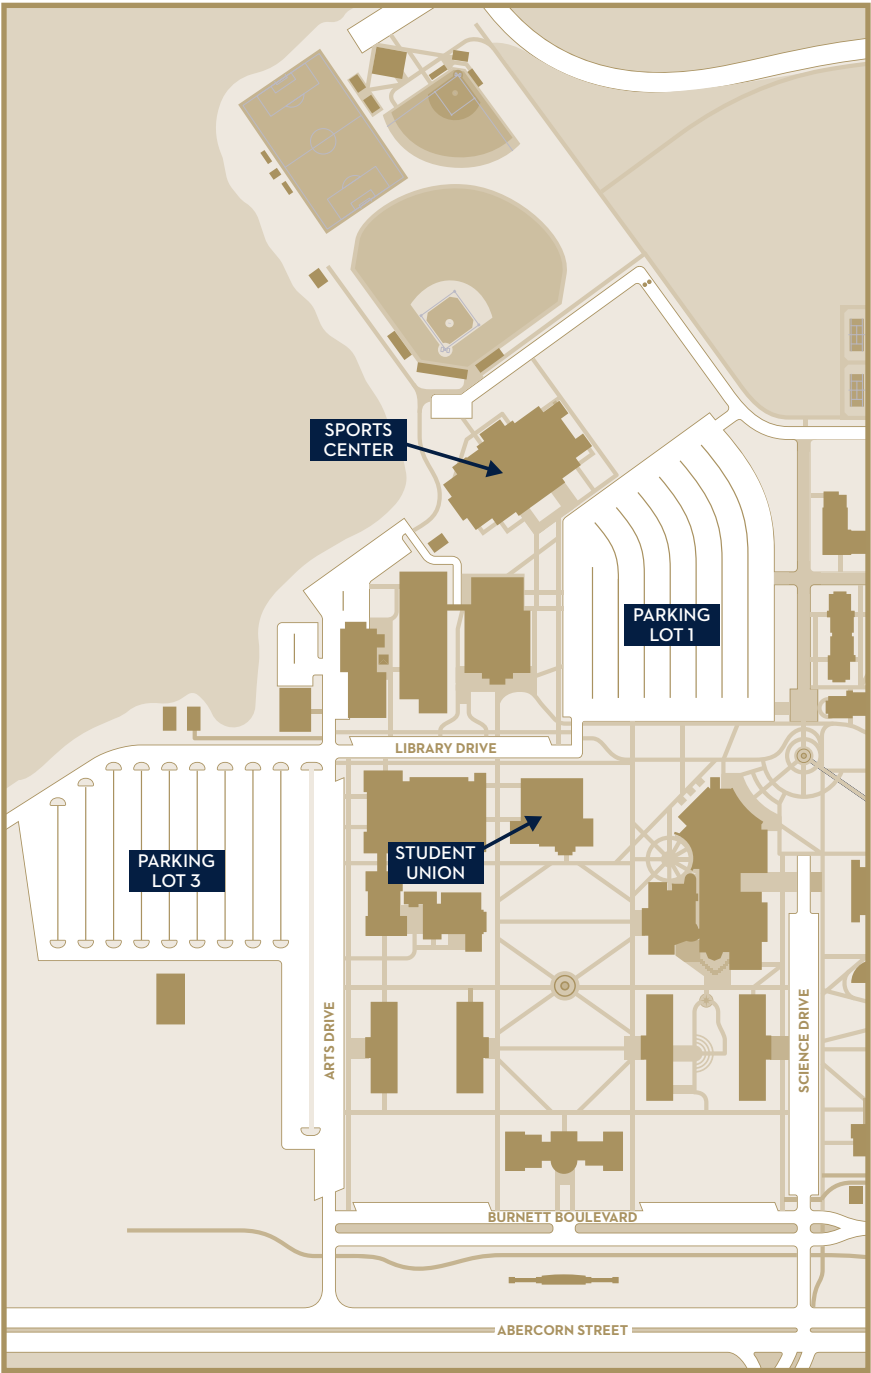 SPORTS
CENTER
PARKING
LOT 1
LIBRARY DRIVE
STUDENT
UNION
PARKING
LOT 3
ARTS DRIVE
SCIENCE DRIVE
BURNETT BOULEVARD
ABERCORN STREET